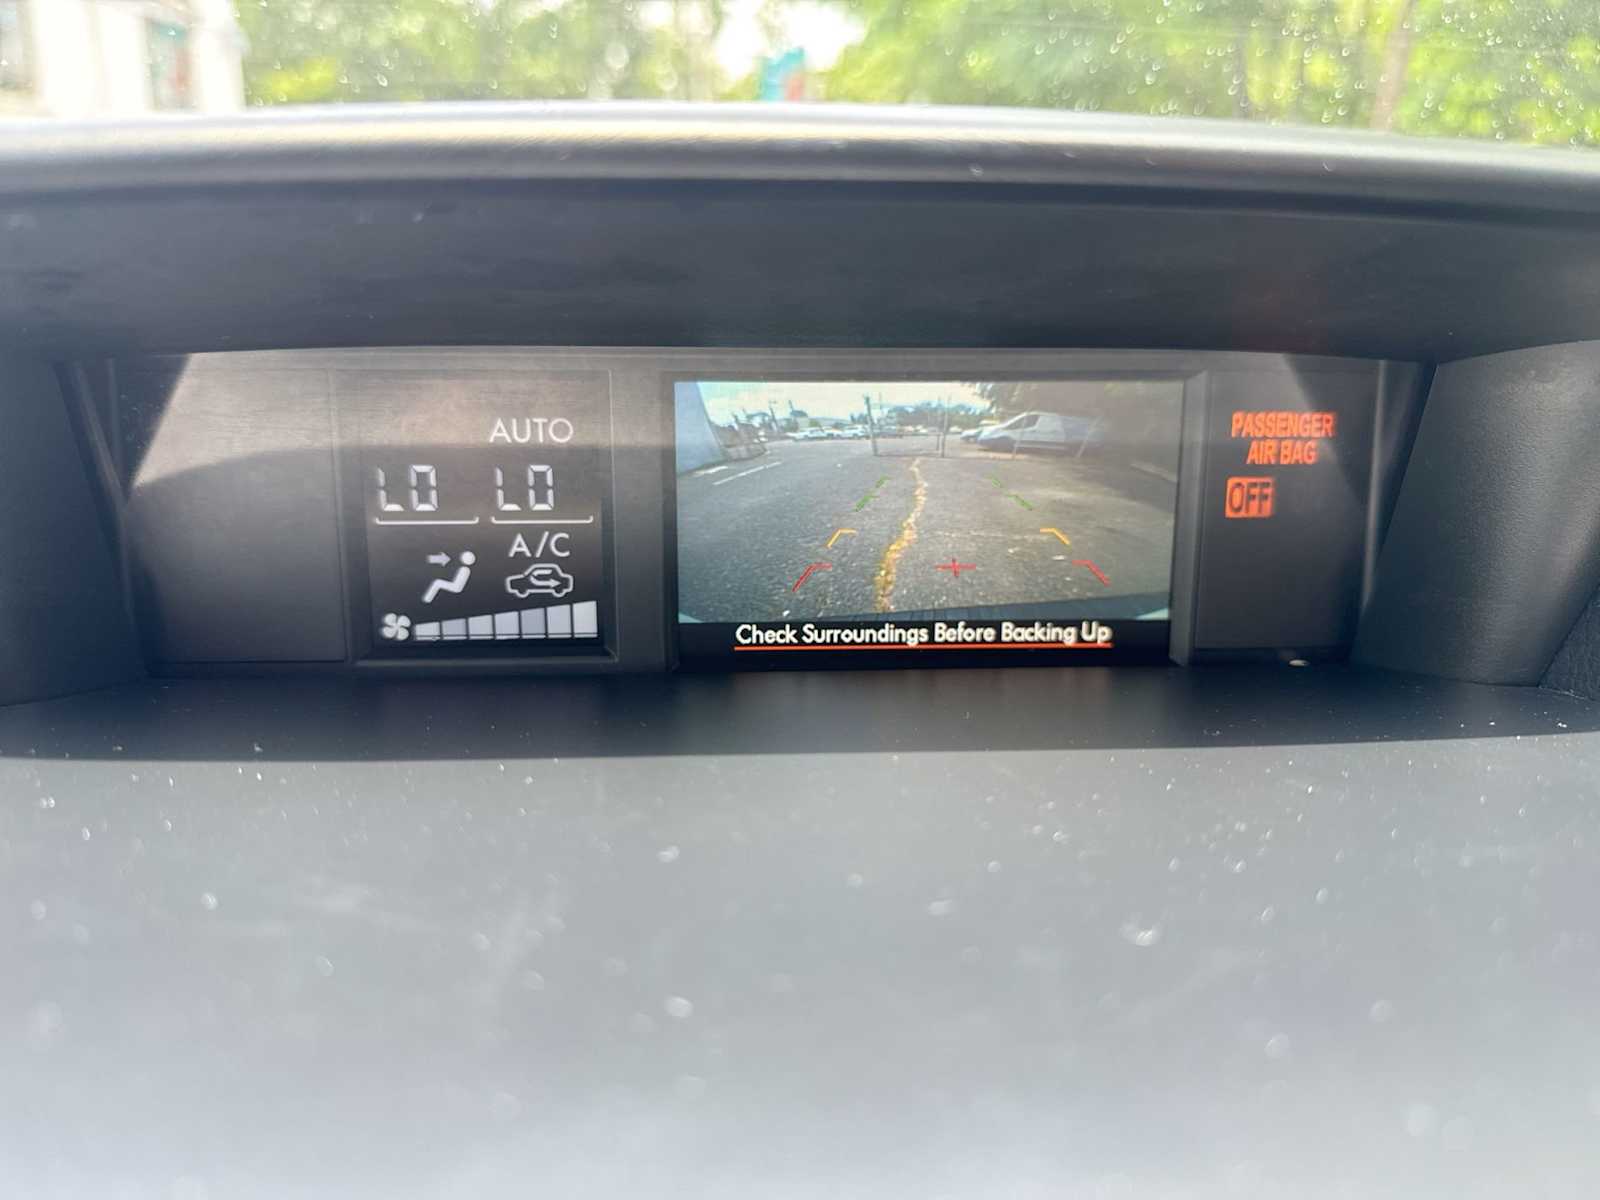 AUTO
LO LO
A/C
Check Surroundings Before Backing Up
PASSENGER
AIR BAG
OFF